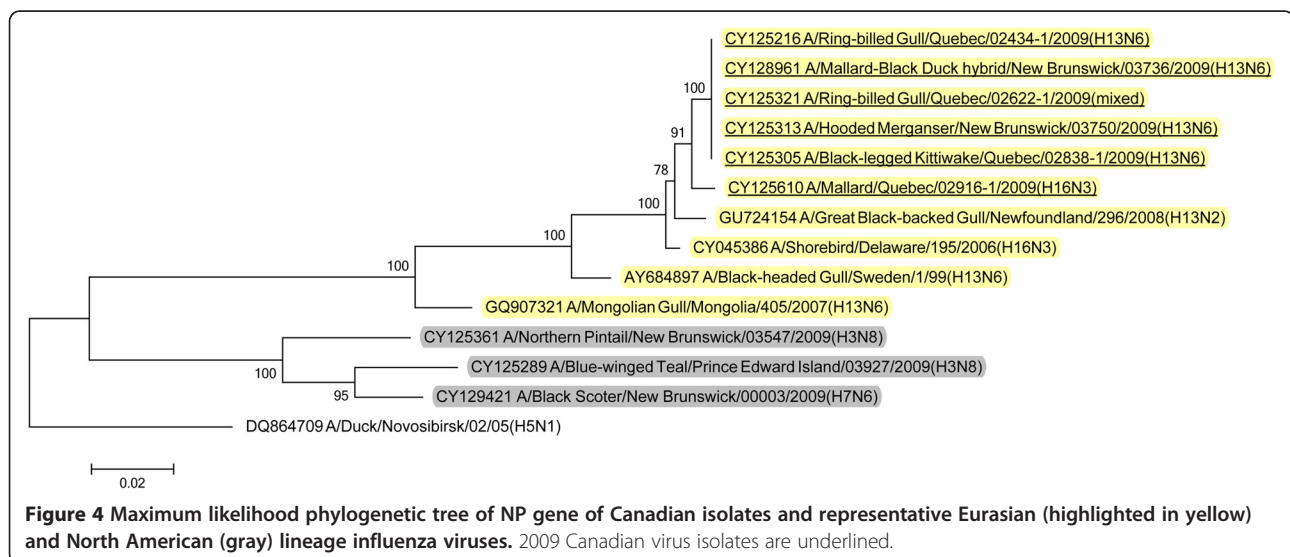 CY125216 A/Ring-billed Gull/Quebec/02434-1/2009(H13N6)
CY128961 A/Mallard-Black Duck hybrid/New Brunswick/03736/2009(H13N6)
100
CY125321 A/Ring-billed Gull/Quebec/02622-1/2009(mixed)
91
CY125313 A/Hooded Merganser/New Brunswick/03750/2009(H13N6)
CY125305 A/Black-legged Kittiwake/Quebec/02838-1/2009(H13N6)
78
CY125610 A/Mallard/Quebec/02916-1/2009(H16N3)
100
GU724154 A/Great Black-backed Gull/Newfoundland/296/2008(H13N2)
100
CY045386 A/Shorebird/Delaware/195/2006(H16N3)
100
AY684897 A/Black-headed Gull/Sweden/1/99(H13N6)
GQ907321 A/Mongolian Gull/Mongolia/405/2007(H13N6)
CY125361 A/Northern Pintail/New Brunswick/03547/2009(H3N8)
100
CY125289 A/Blue-winged Teal/Prince Edward Island/03927/2009(H3N8)
95
CY129421 A/Black Scoter/New Brunswick/00003/2009(H7N6)
DQ864709 A/Duck/Novosibirsk/02/05(H5N1)
0.02
Figure 4 Maximum likelihood phylogenetic tree of NP gene of Canadian isolates and representative Eurasian (highlighted in yellow)
and North American (gray) lineage influenza viruses. 2009 Canadian virus isolates are underlined.